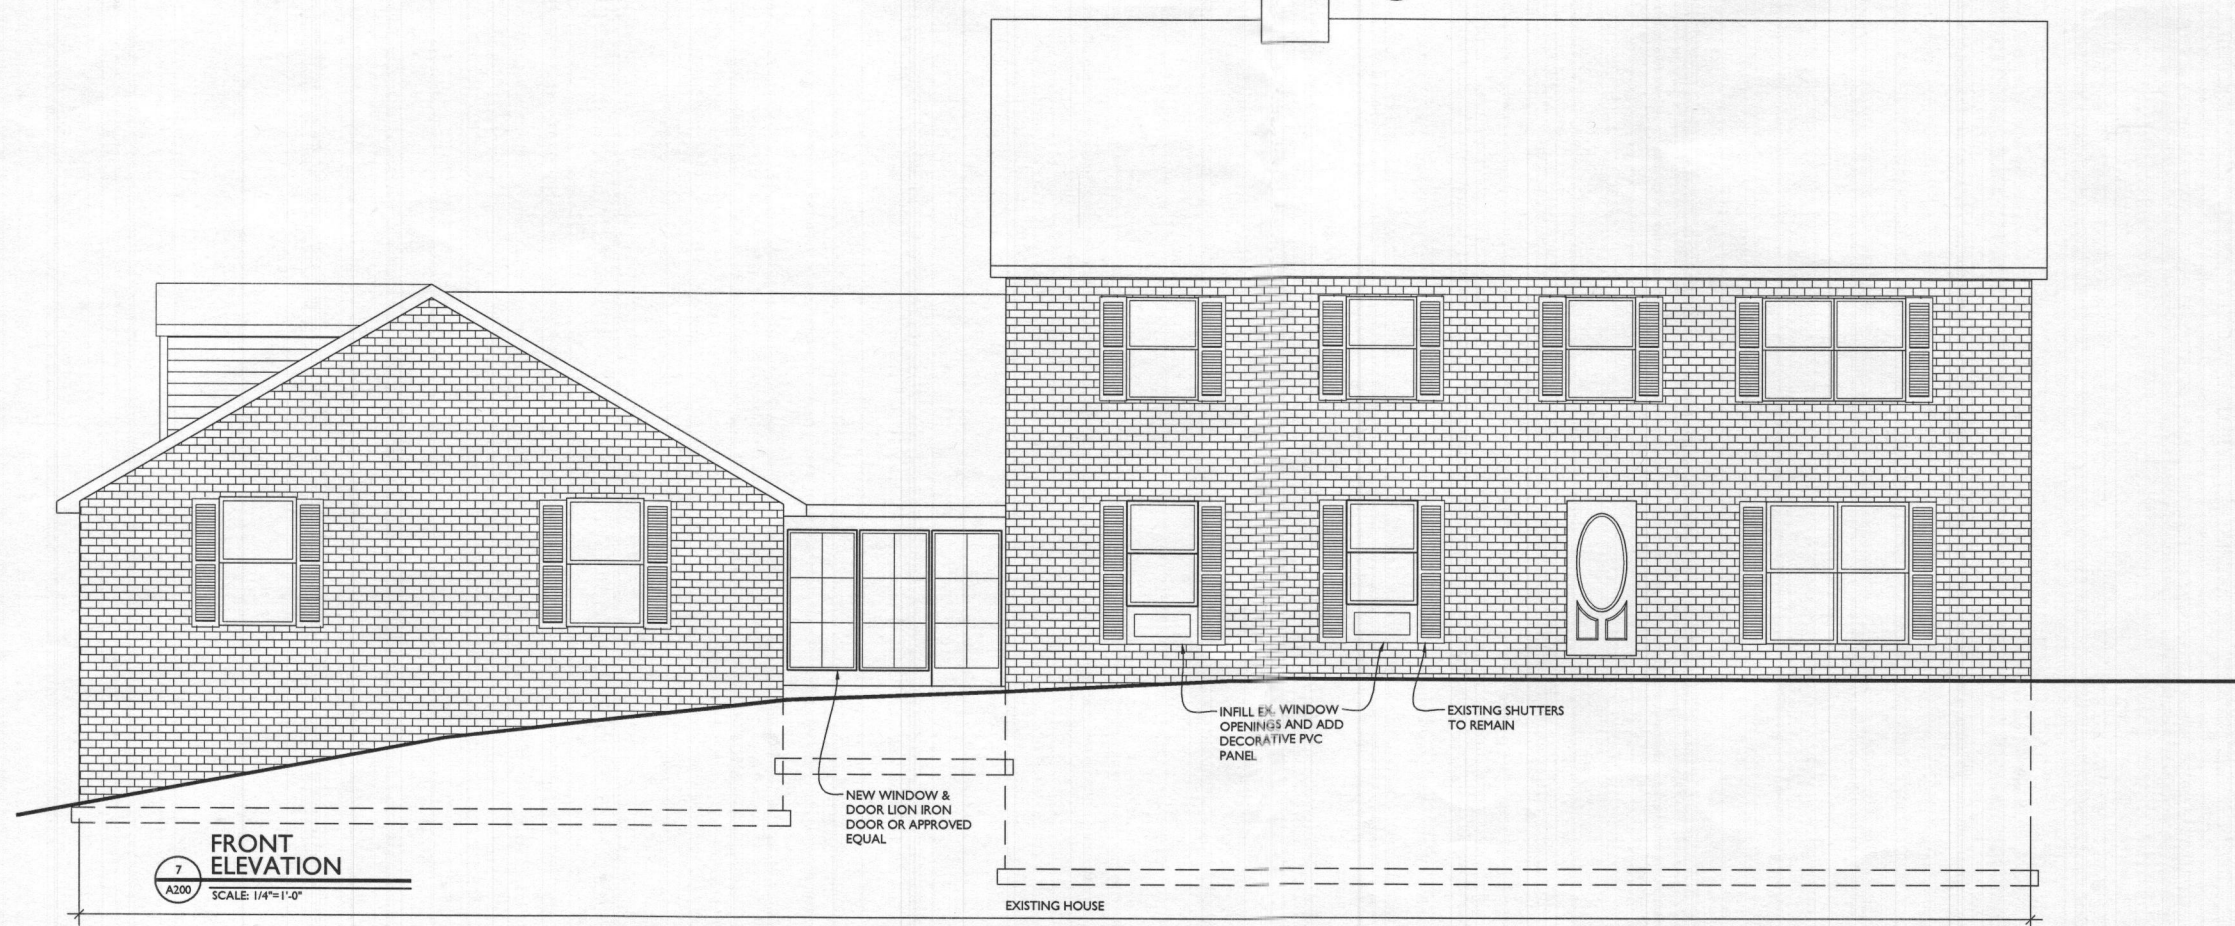 INFILL EX. WINDOW
OPENINGS AND ADD
DECORATIVE PVC
PANEL
EXISTING SHUTTERS
TO REMAIN
NEW WINDOW &
DOOR LION IRON
DOOR OR APPROVED
EQUAL
FRONT
ELEVATION
7
A200
SCALE: 1/4"=1'-0"
EXISTING HOUSE